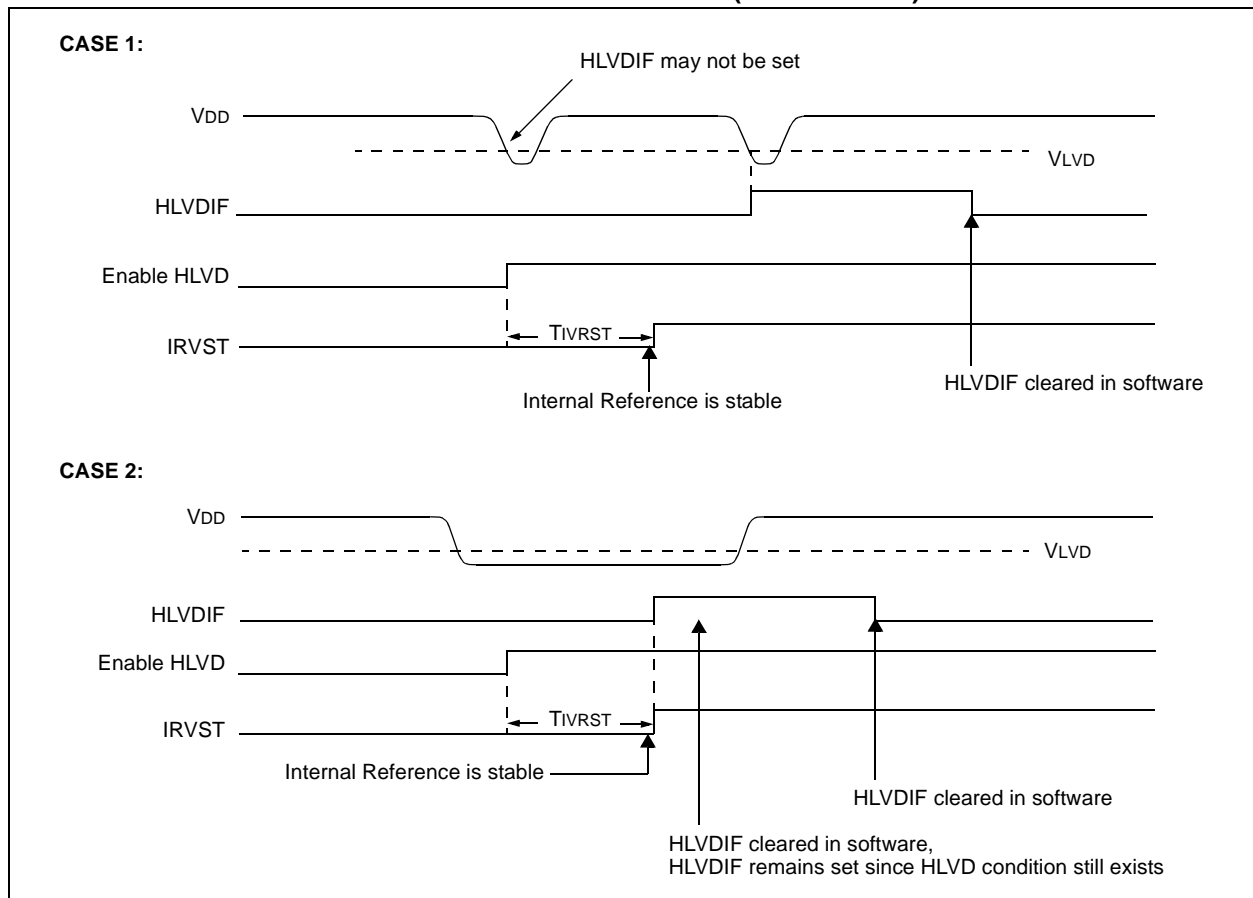 CASE 1:
HLVDIF may not be set
VDD
VLVD
HLVDIF
Enable HLVD
TIVRST
IRVST
HLVDIF cleared in software
Internal Reference is stable
CASE 2:
VDD
VLVD
HLVDIF
Enable HLVD
TIVRST
IRVST
Internal Reference is stable
HLVDIF cleared in software
HLVDIF cleared in software,
HLVDIF remains set since HLVD condition still exists